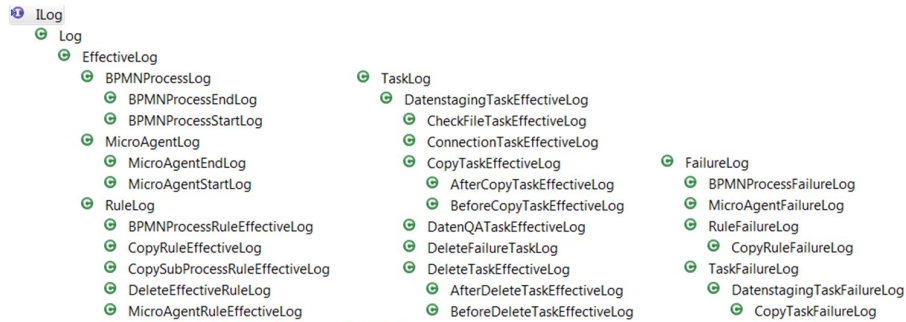 ILog
Log
EffectiveLog
BPMNProcessLog
BPMNProcessEndLog
BPMNProcessStartLog
MicroAgentLog
MicroAgentEndLog
MicroAgentStartLog
RuleLog
BPMNProcessRuleEffectiveLog
CopyRuleEffectiveLog
CopySubProcessRuleEffectiveLog
DeleteEffectiveRuleLog
MicroAgentRuleEffectiveLog
TaskLog
DatenstagingTaskEffectiveLog
CheckFileTaskEffectiveLog
ConnectionTaskEffectiveLog
CopyTaskEffectiveLog
AfterCopyTaskEffectiveLog
BeforeCopyTaskEffectiveLog
DatenQATaskEffectiveLog
DeleteFailureTaskLog
DeleteTaskEffectiveLog
AfterDeleteTaskEffectiveLog
BeforeDeleteTaskEffectiveLog
FailureLog
BPMNProcessFailureLog
MicroAgentFailureLog
RuleFailureLog
CopyRuleFailureLog
TaskFailureLog
DatenstagingTaskFailureLog
CopyTaskFailureLog